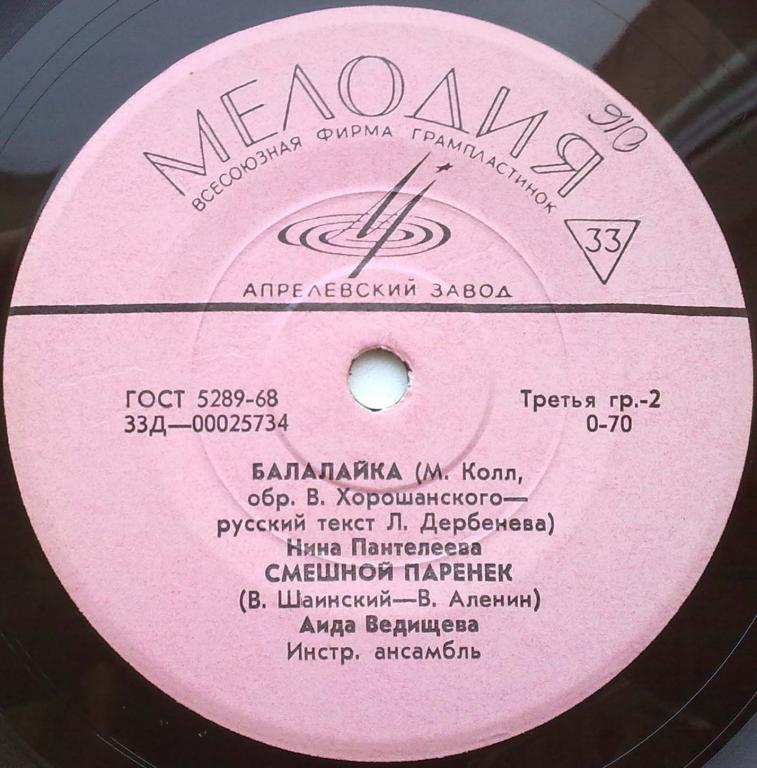 МЕЛОДИЯ
ВСЕСОЮЗНАЯ ФИРМА ГРАМПЛАСТИНОК
33
АПРЕЛЕВСКИЙ ЗАВОД
ГОСТ 5289-68
33Д—00025734
Третья гр.-2
0-70
БАЛАЛАЙКА (М. Колл,
обр. В. Хорошанского—
русский текст Л. Дербенева)
Нина Пантелеева
СМЕШНОЙ ПАРЕНЕК
(В. Шаинский—В. Аленин)
Аида Ведищева
Инстр. ансамбль